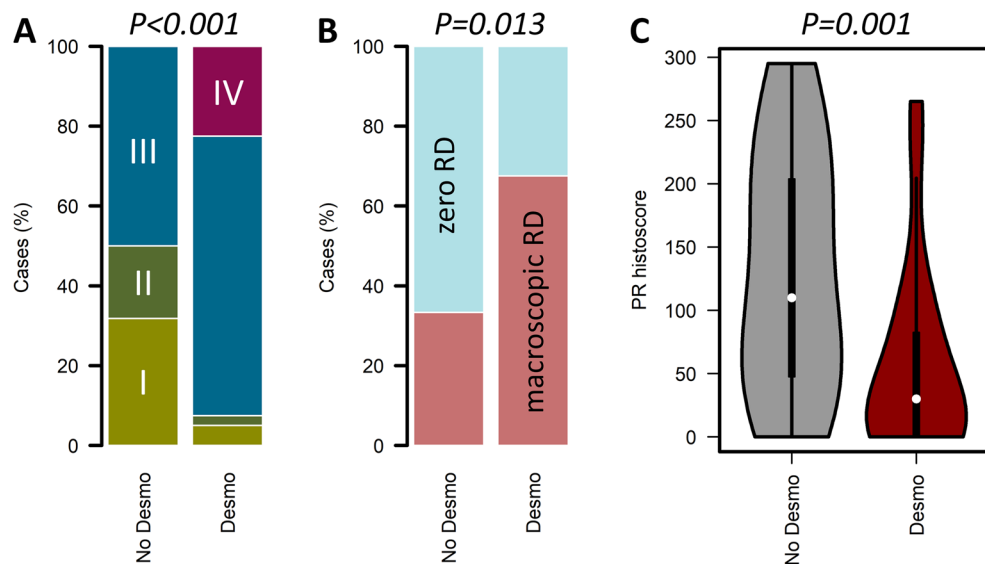 A
P<0.001
Cases (%)
100
80
60
40
20
0
III
II
I
IV
No Desmo
Desmo
B
P=0.013
Cases (%)
100
80
60
40
20
0
zero RD
macroscopic RD
No Desmo
Desmo
C
P=0.001
PR histoscore
300
250
200
150
100
50
0
No Desmo
Desmo